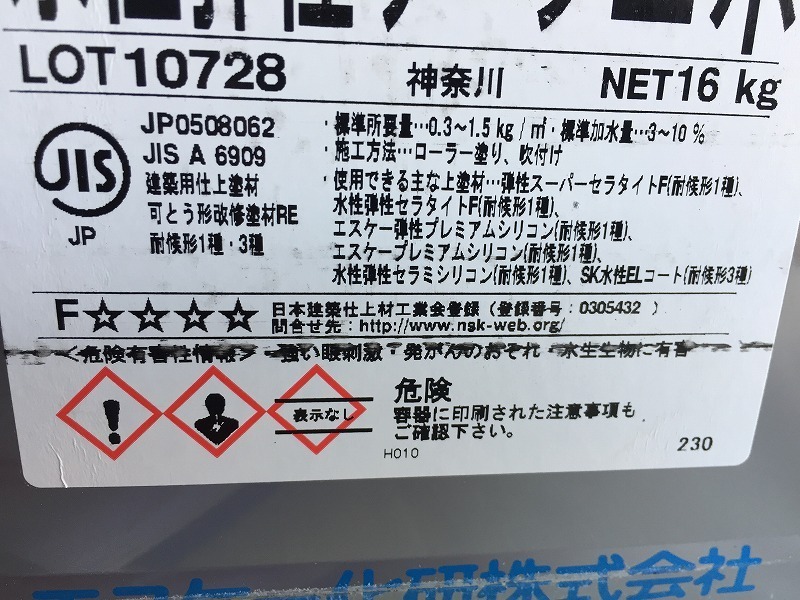 LOT10728 神奈川 NET16 kg
JIS
JP
JP0508062
JIS A 6909
建築用仕上塗材
可とう形改修塗材RE
耐候形1種・3種
・標準所要量…0.3~1.5 kg / ㎡・標準加水量…3~10 %
・施工方法…ローラー塗り、吹付け
・使用できる主な上塗材…弾性スーパーセラタイトF(耐候形1種)、
水性弾性セラタイトF(耐候形1種)、
エスケー弾性プレミアムシリコン(耐候形1種)、
エスケープレミアムシリコン(耐候形1種)、
水性弾性セラミシリコン(耐候形1種)、SK水性ELコート(耐候形3種)
F☆☆☆☆
日本建築仕上材工業会登録 (登録番号:0305432 )
問合せ先:http://www.nsk-web.org/
<危険有害性情報> 強い眼刺激・発がんのおそれ・水生生物に有害
表示なし
危険
容器に印刷された注意事項も
ご確認下さい。
H010
230
エスケー化研株式会社